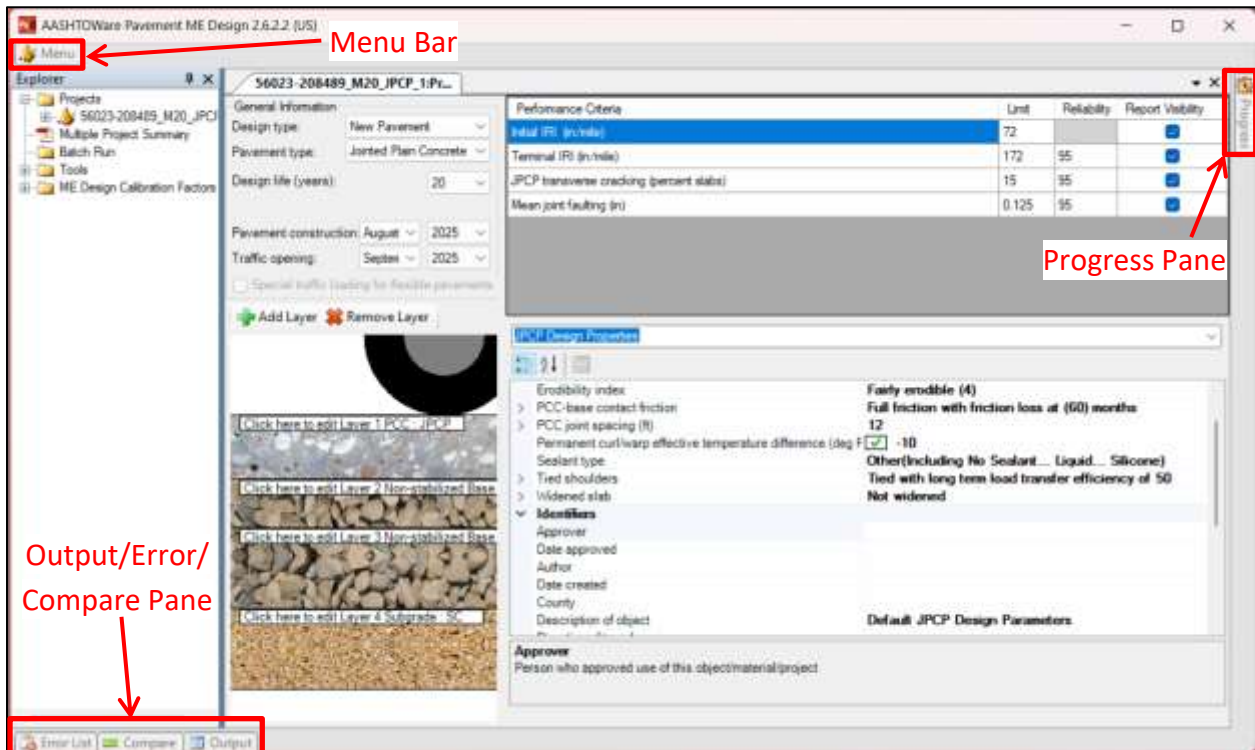 AASHTOWare Pavement ME Design 2.6.2.2 (US)
Menu
Menu Bar
Explorer
Projects
56023-208489_M20_JPCP
Multiple Project Summary
Batch Run
Tools
ME Design Calibration Factors
56023-208489_M20_JPCP_1:Pr...
General Information
Design type: New Pavement
Pavement type: Jointed Plain Concrete
Design life (years): 20
Pavement construction: August 2025
Traffic opening: Septem 2025
Special traffic loading for flexible pavements
Add Layer Remove Layer
Performance Criteria Limit Reliability Report Visibility
Initial IRI (in/mile) 72
Terminal IRI (in/mile) 172 95
JPCP transverse cracking (percent slabs) 15 95
Mean joint faulting (in) 0.125 95
Progress
Progress Pane
Click here to edit Layer 1 PCC : JPCP
Click here to edit Layer 2 Non-stabilized Base
Click here to edit Layer 3 Non-stabilized Base
Click here to edit Layer 4 Subgrade : SC
JPCP Design Properties
Erodibility index Fairly erodible (4)
PCC-base contact friction Full friction with friction loss at (60) months
PCC joint spacing (ft) 12
Permanent curl/warp effective temperature difference (deg F -10
Sealant type Other(Including No Sealant... Liquid... Silicone)
Tied shoulders Tied with long term load transfer efficiency of 50
Widened slab Not widened
Identifiers
Approver
Date approved
Author
Date created
County
Description of object Default JPCP Design Parameters
Approver
Person who approved use of this object/material/project
Output/Error/
Compare Pane
Error List Compare Output